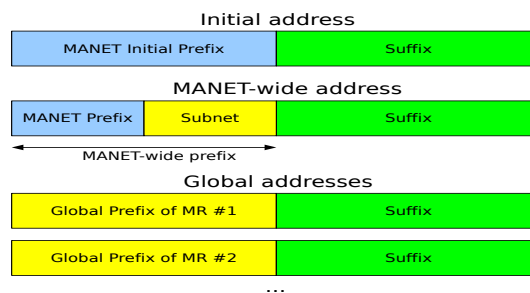 Initial address
MANET Initial Prefix Suffix
MANET-wide address
MANET Prefix Subnet Suffix
MANET-wide prefix
Global addresses
Global Prefix of MR #1 Suffix
Global Prefix of MR #2 Suffix
...